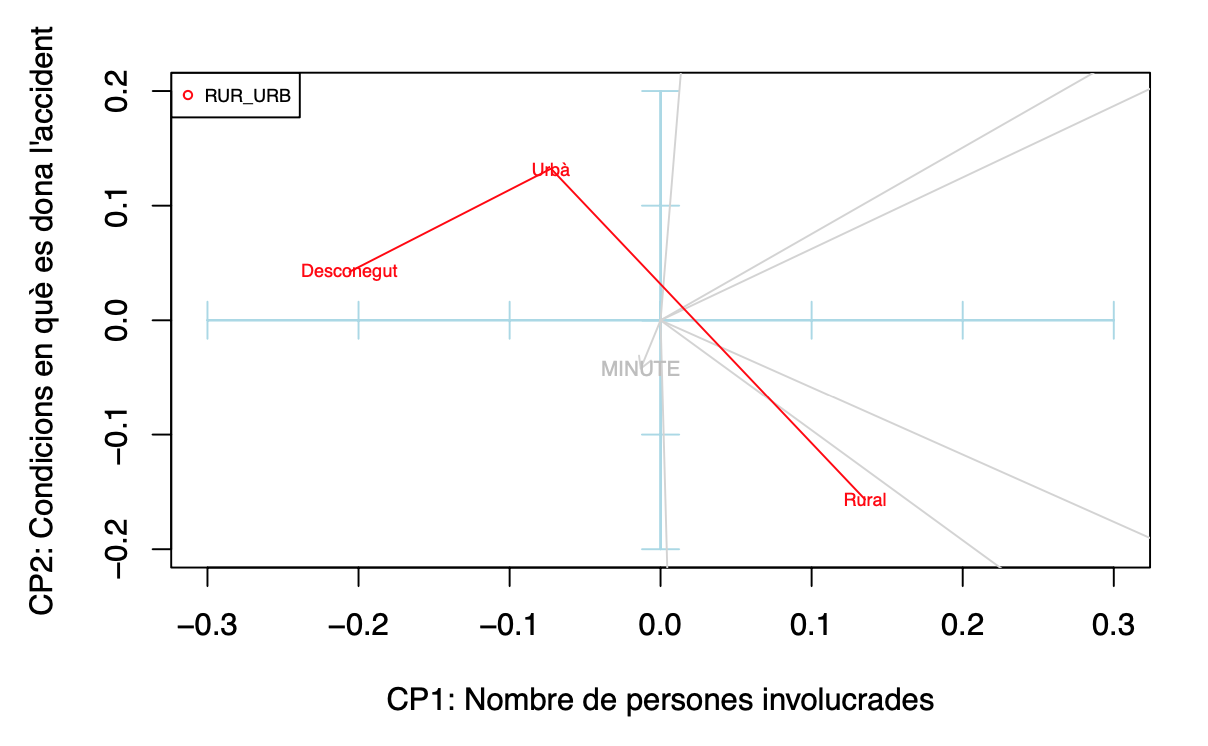 CP2: Condicions en què es dona l'accident
0.2
0.1
0.0
−0.1
−0.2
RUR_URB
Urbà
Desconegut
MINUTE
Rural
−0.3 −0.2 −0.1 0.0 0.1 0.2 0.3
CP1: Nombre de persones involucrades